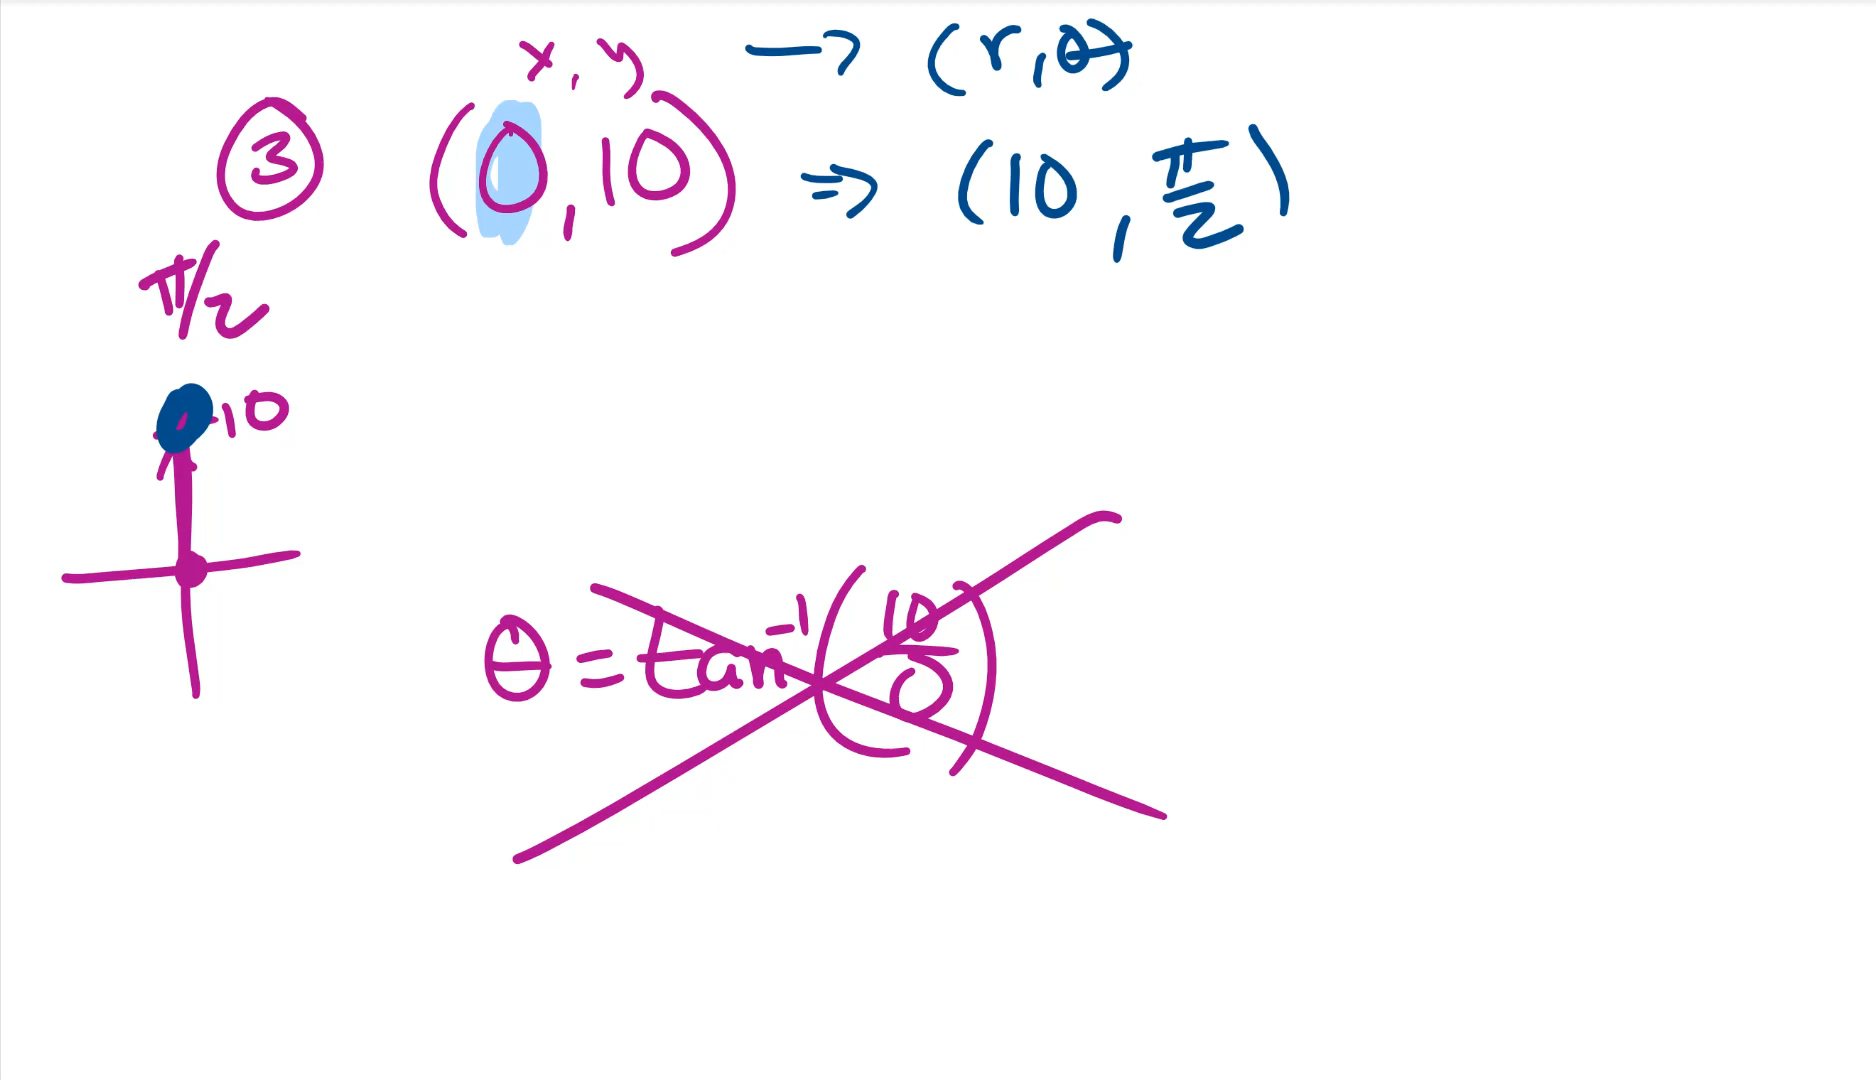 x, y → (r, θ)
③ (0, 10) ⇒ (10, π/2)
π/2
10
θ = tan⁻¹(10/0)